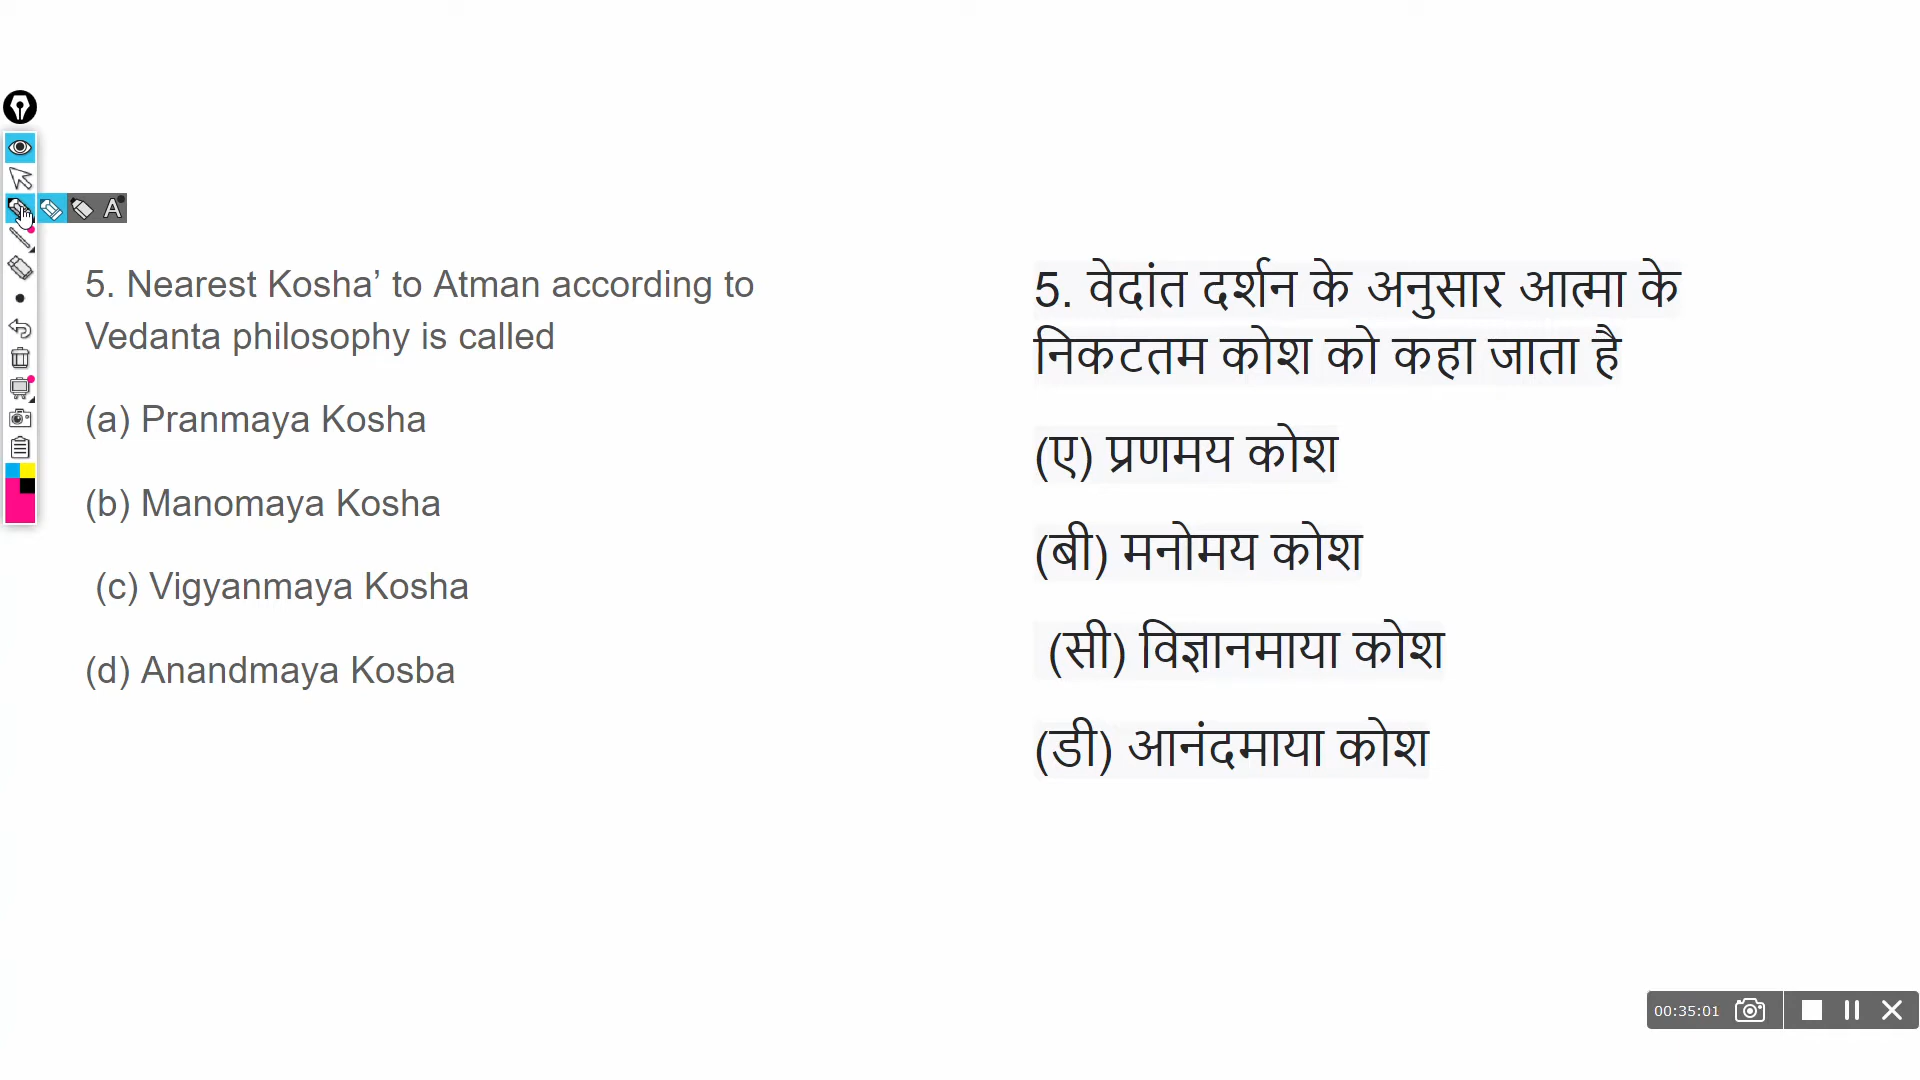 5. Nearest Kosha’ to Atman according to
Vedanta philosophy is called
(a) Pranmaya Kosha
(b) Manomaya Kosha
(c) Vigyanmaya Kosha
(d) Anandmaya Kosba
5. वेदांत दर्शन के अनुसार आत्मा के
निकटतम कोश को कहा जाता है
(ए) प्रणमय कोश
(बी) मनोमय कोश
(सी) विज्ञानमाया कोश
(डी) आनंदमाया कोश
A
00:35:01